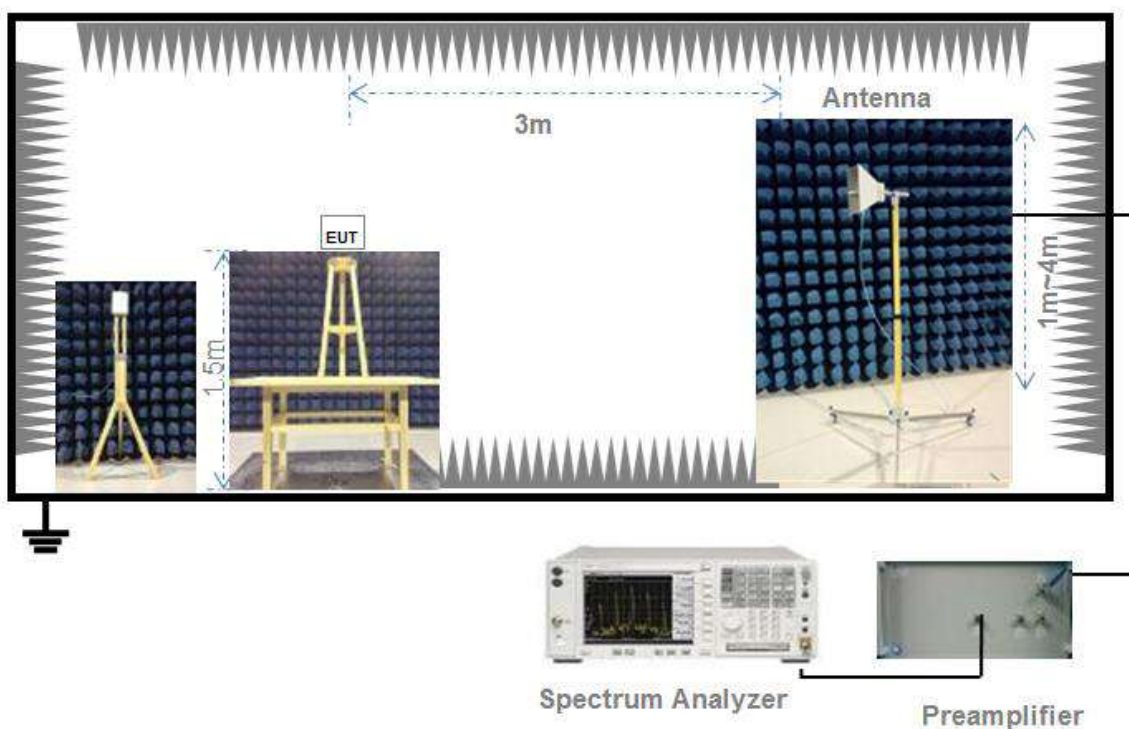 Antenna
3m
EUT
1.5m
1m~4m
Spectrum Analyzer
Preamplifier